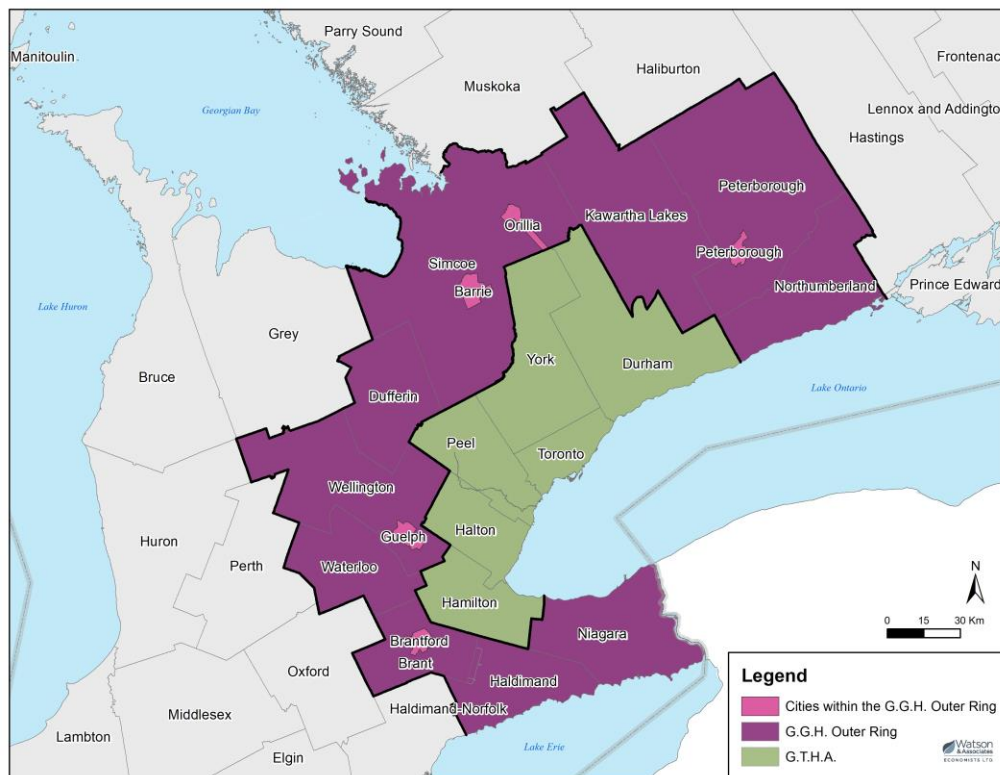 Parry Sound
Manitoulin
Haliburton
Frontenac
Muskoka
Georgian Bay
Lennox and Addington
Hastings
Peterborough
Orillia
Kawartha Lakes
Peterborough
Simcoe
Barrie
Northumberland
Prince Edward
Lake Huron
Grey
York
Durham
Bruce
Lake Ontario
Dufferin
Peel
Toronto
Wellington
Halton
Guelph
Huron
Perth
Waterloo
N
Hamilton
0 15 30 Km
Brantford
Niagara
Brant
Oxford
Haldimand
Legend
Haldimand-Norfolk
Cities within the G.G.H. Outer Ring
Middlesex
G.G.H. Outer Ring
Lambton
Lake Erie
Elgin
G.T.H.A.
Watson
& Associates
ECONOMISTS LTD.